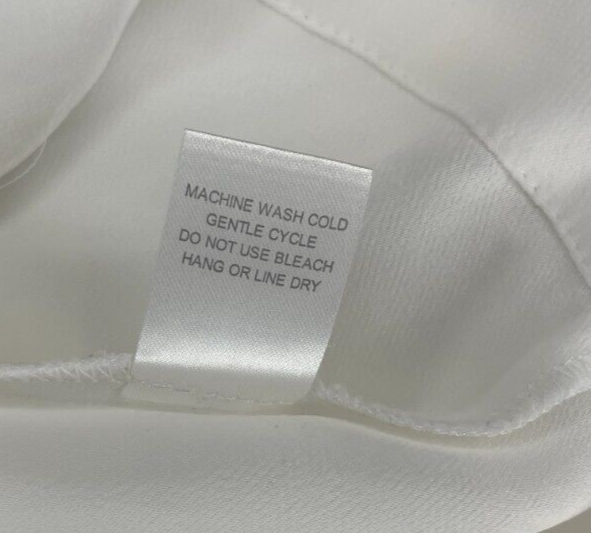 MACHINE WASH COLD
GENTLE CYCLE
DO NOT USE BLEACH
HANG OR LINE DRY